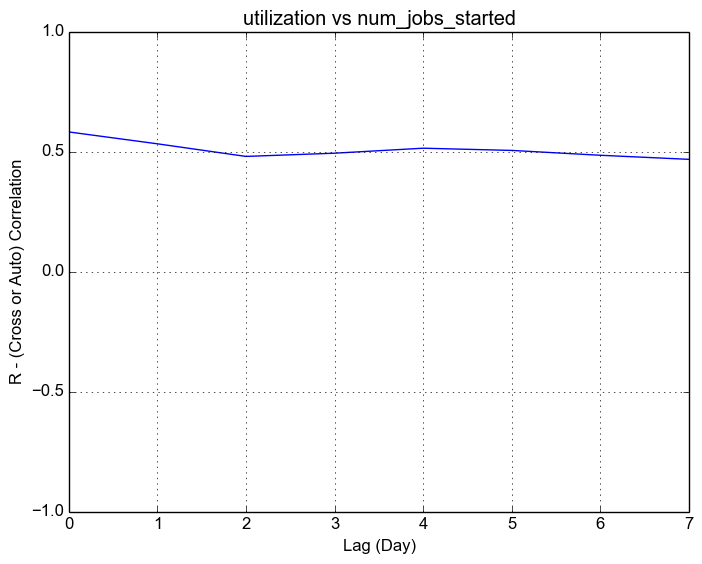 utilization vs num_jobs_started
1.0
0.5
0.0
−0.5
−1.0
R - (Cross or Auto) Correlation
0 1 2 3 4 5 6 7
Lag (Day)